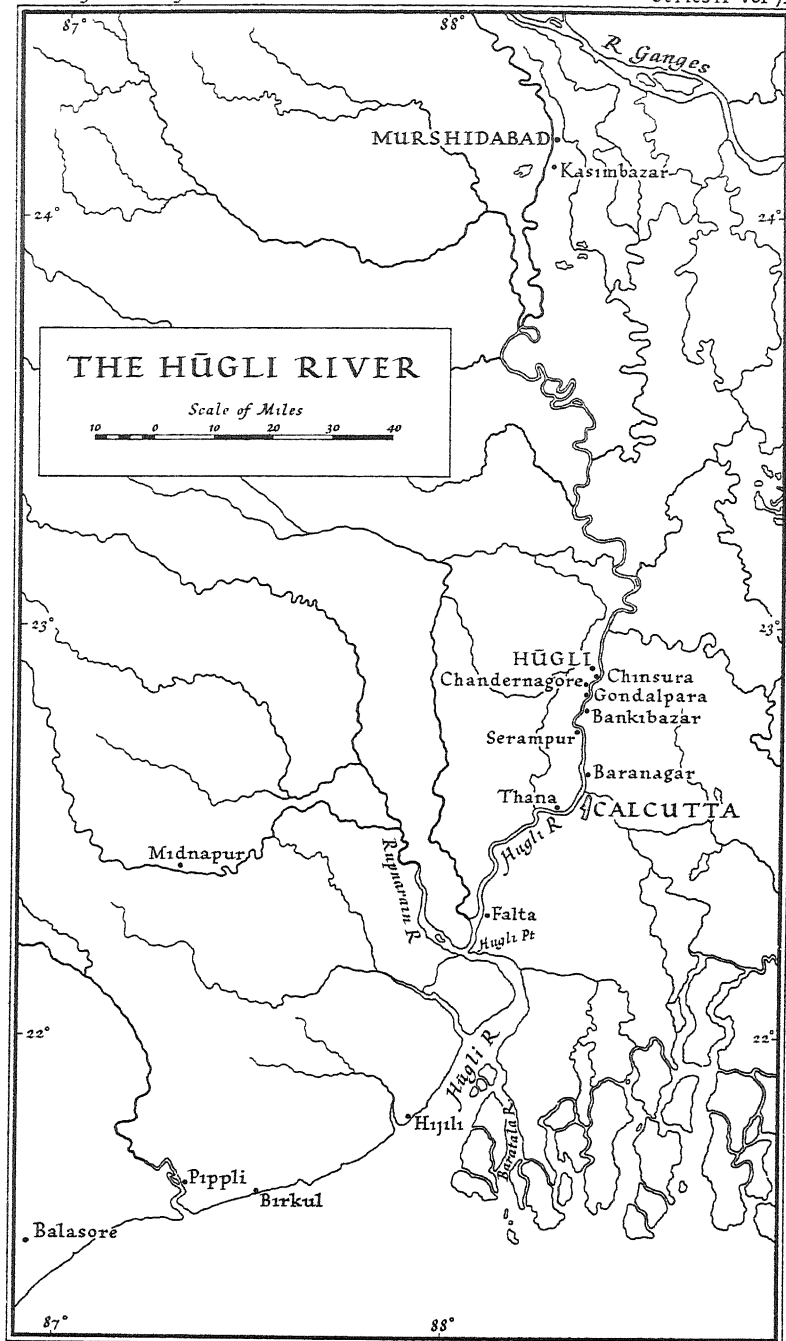 87°
88°
R Ganges
MURSHIDABAD
Kasimbazar
24°
24°
THE HŪGLI RIVER
Scale of Miles
10 0 10 20 30 40
23°
23°
HŪGLI
Chinsura
Chandernagore
Gondalpara
Bankibazar
Serampur
Baranagar
Thana
CALCUTTA
Hugli R
Midnapur
Rupnarain R
Falta
Hugli Pt
22°
22°
Hūgli R
Hijili
Baratala R.
Pippli
Birkul
Balasore
87°
88°